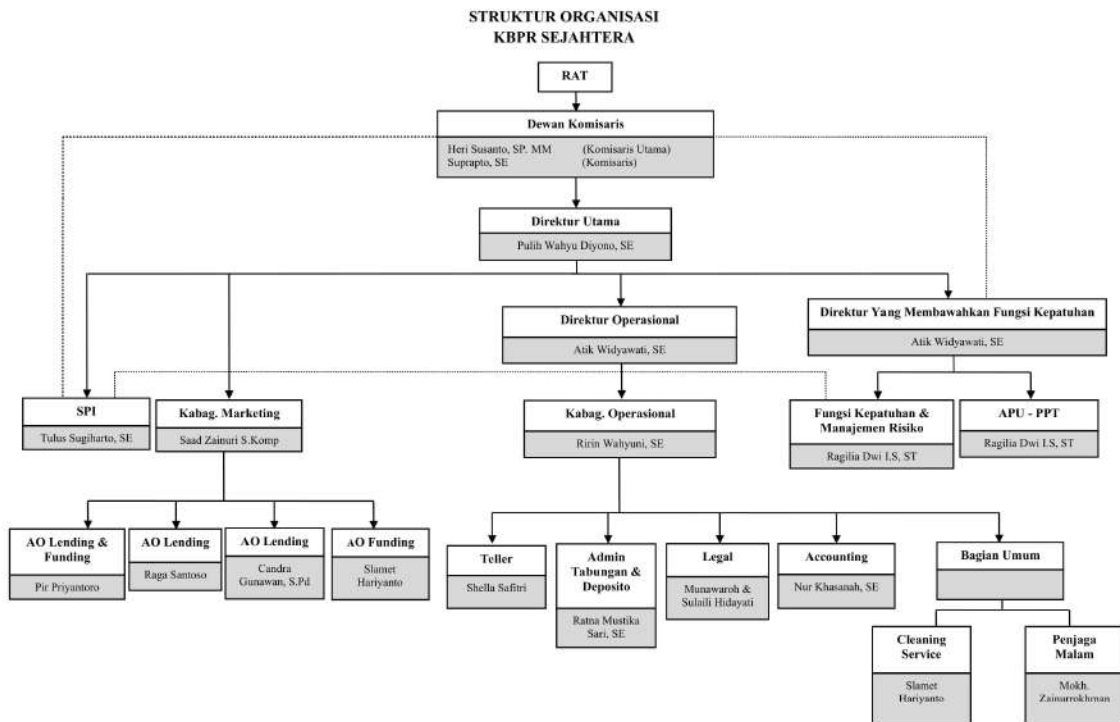 STRUKTUR ORGANISASI
KBPR SEJAHTERA
RAT
Dewan Komisaris
Heri Susanto, SP. MM (Komisaris Utama)
Suprapto, SE (Komisaris)
Direktur Utama
Pulih Wahyu Diyono, SE
Direktur Operasional
Atik Widyawati, SE
Direktur Yang Membawahkan Fungsi Kepatuhan
Atik Widyawati, SE
SPI
Tulus Sugiharto, SE
Kabag. Marketing
Saad Zainuri S.Komp
Kabag. Operasional
Ririn Wahyuni, SE
Fungsi Kepatuhan &
Manajemen Risiko
Ragilia Dwi I.S, ST
APU - PPT
Ragilia Dwi I.S, ST
AO Lending &
Funding
Pir Priyantoro
AO Lending
Raga Santoso
AO Lending
Candra
Gunawan, S.Pd
AO Funding
Slamet
Hariyanto
Teller
Shella Safitri
Admin
Tabungan &
Deposito
Ratna Mustika
Sari, SE
Legal
Munawaroh &
Sulaili Hidayati
Accounting
Nur Khasanah, SE
Bagian Umum
Cleaning
Service
Slamet
Hariyanto
Penjaga
Malam
Mokh.
Zainurrokhman